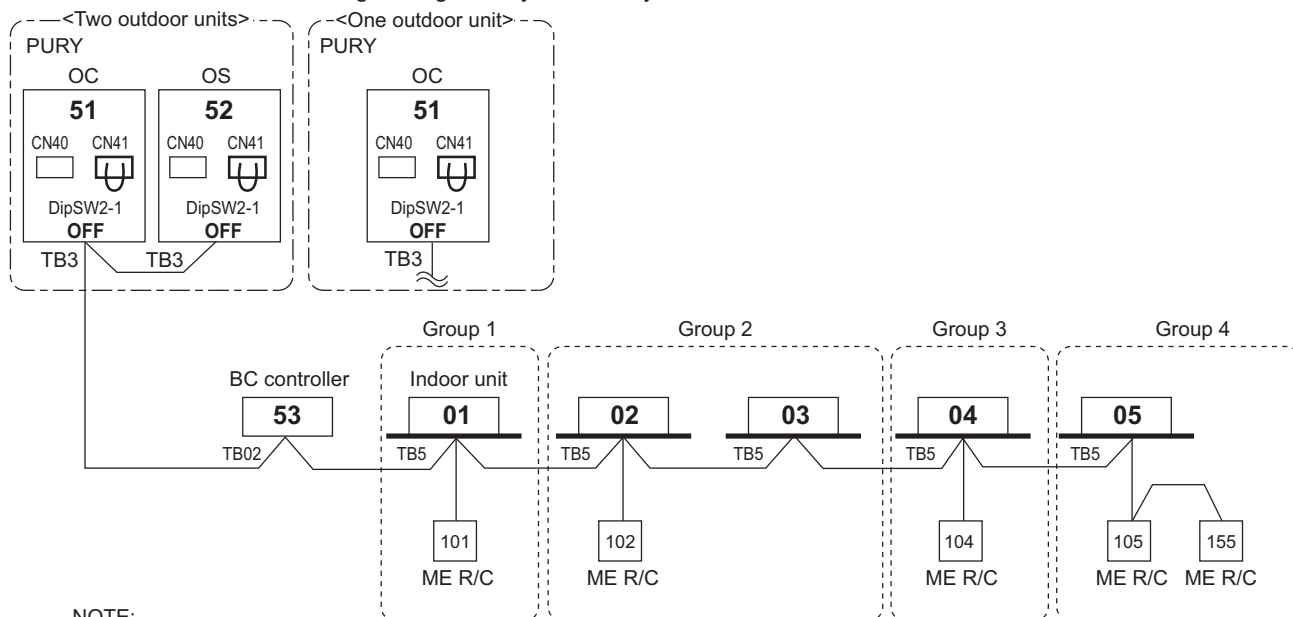 <Two outdoor units>
<One outdoor unit>
PURY
PURY
OC
OS
OC
51
52
51
CN40 CN41
CN40 CN41
CN40 CN41
DipSW2-1
DipSW2-1
DipSW2-1
OFF
OFF
OFF
TB3
TB3
TB3
Group 1
Group 2
Group 3
Group 4
BC controller
Indoor unit
53
01
02
03
04
05
TB02
TB5
TB5
TB5
TB5
TB5
101
102
104
105
155
ME R/C
ME R/C
ME R/C
ME R/C
ME R/C
NOTE: